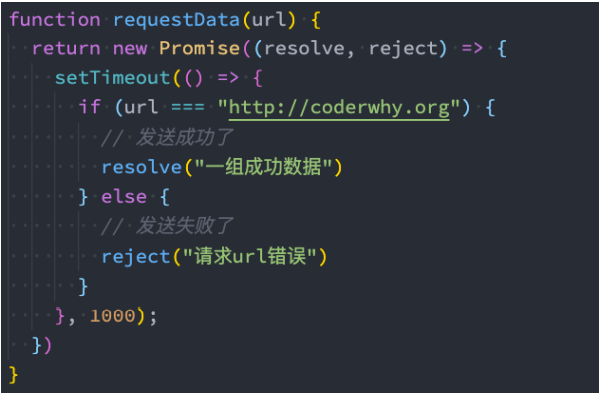 function requestData(url) {
  return new Promise((resolve, reject) => {
    setTimeout(() => {
      if (url === "http://coderwhy.org") {
        // 发送成功了
        resolve("一组成功数据")
      } else {
        // 发送失败了
        reject("请求url错误")
      }
    }, 1000);
  })
}